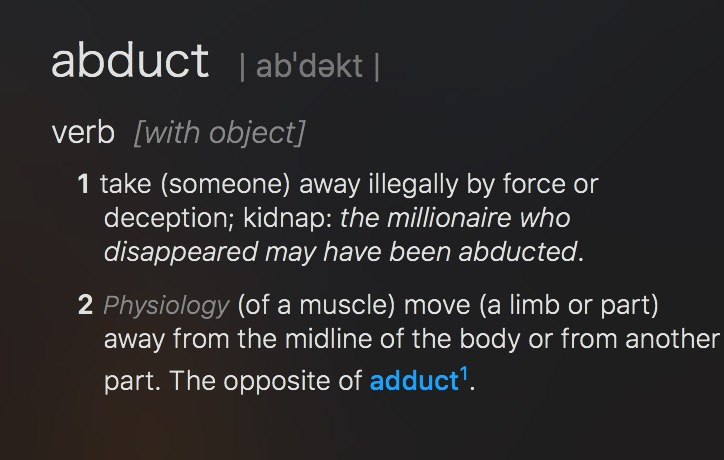 abduct | abˈdəkt |
verb [with object]
1 take (someone) away illegally by force or
deception; kidnap: the millionaire who
disappeared may have been abducted.
2 Physiology (of a muscle) move (a limb or part)
away from the midline of the body or from another
part. The opposite of adduct¹.